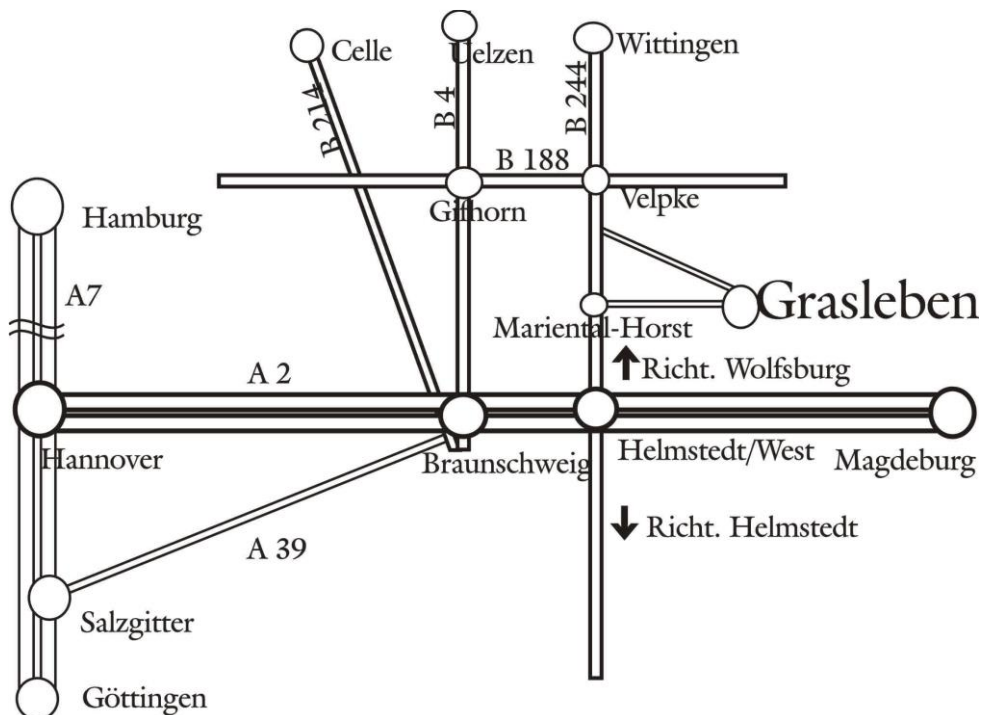 Celle
Uelzen
Wittingen
B 214
B 4
B 244
B 188
Gifhorn
Velpke
Hamburg
A7
Grasleben
Mariental-Horst
A 2
Richt. Wolfsburg
Hannover
Braunschweig
Helmstedt/West
Magdeburg
Richt. Helmstedt
A 39
Salzgitter
Göttingen